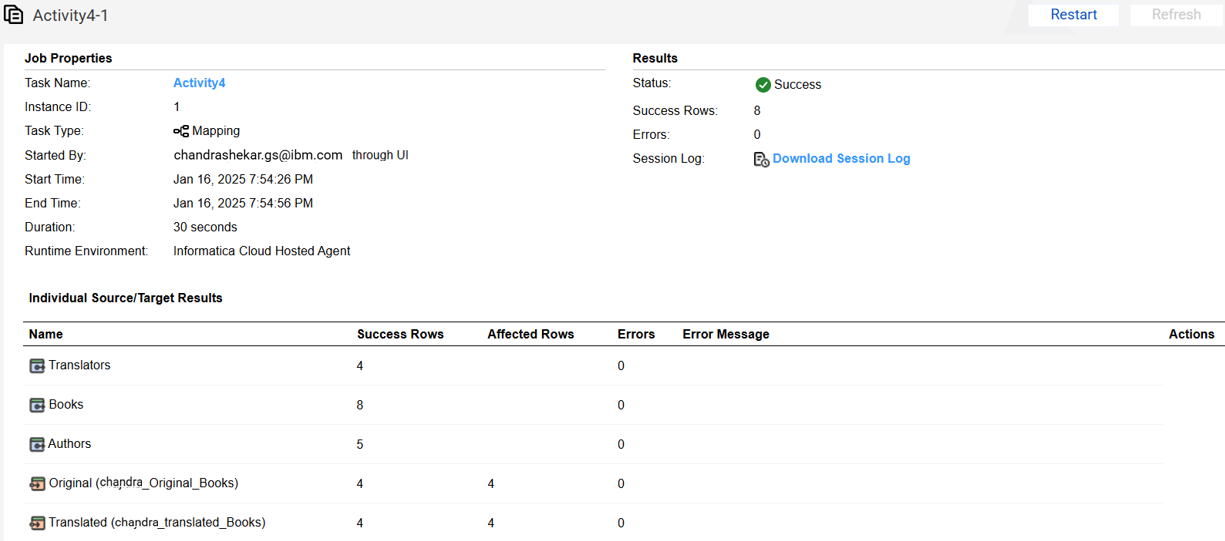 Activity4-1
Restart
Refresh
Job Properties
Task Name: Activity4
Instance ID: 1
Task Type: Mapping
Started By: chandrashekar.gs@ibm.com through UI
Start Time: Jan 16, 2025 7:54:26 PM
End Time: Jan 16, 2025 7:54:56 PM
Duration: 30 seconds
Runtime Environment: Informatica Cloud Hosted Agent
Results
Status: Success
Success Rows: 8
Errors: 0
Session Log: Download Session Log
Individual Source/Target Results
Name Success Rows Affected Rows Errors Error Message Actions
Translators 4 0
Books 8 0
Authors 5 0
Original (chandra_Original_Books) 4 4 0
Translated (chandra_translated_Books) 4 4 0